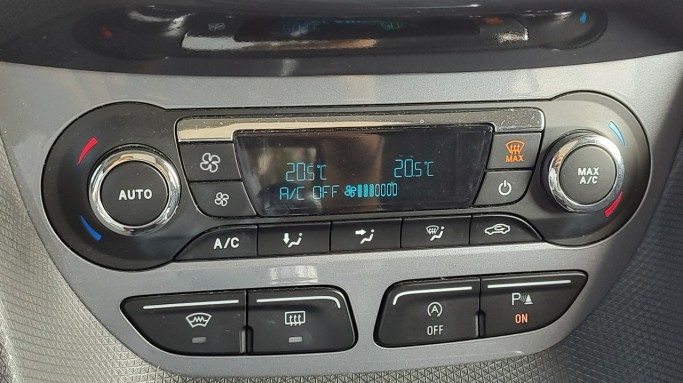 20.5°C 20.5°C
A/C OFF
MAX
AUTO
MAX
A/C
A/C
OFF
P
ON